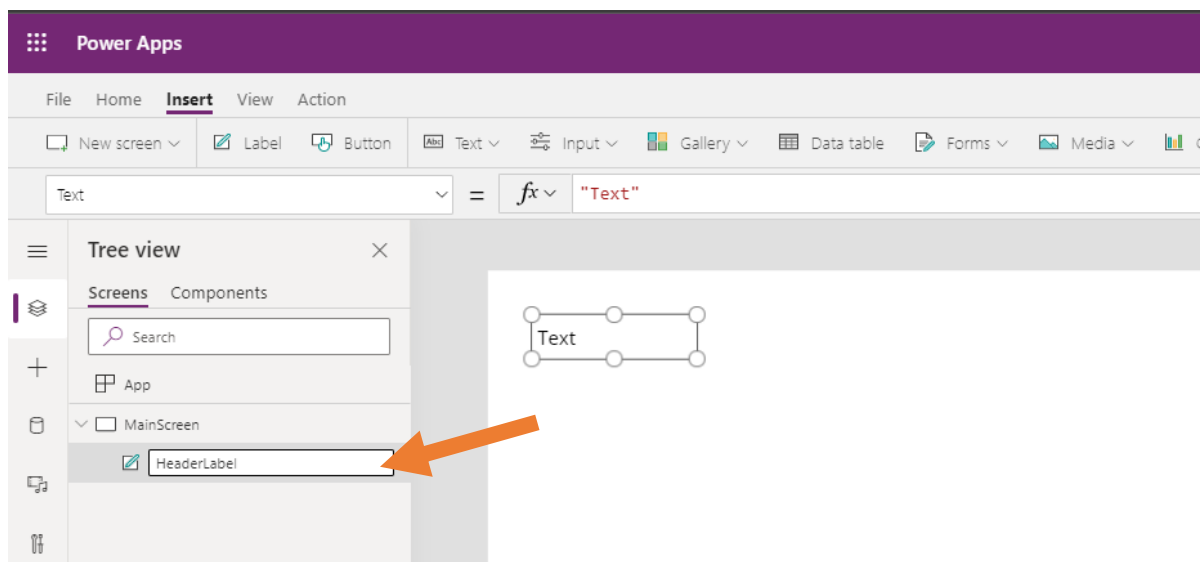 Power Apps
File Home Insert View Action
New screen Label Button Abc Text Input Gallery Data table Forms Media
Text = fx "Text"
Tree view
Screens Components
Search
Text
App
MainScreen
HeaderLabel